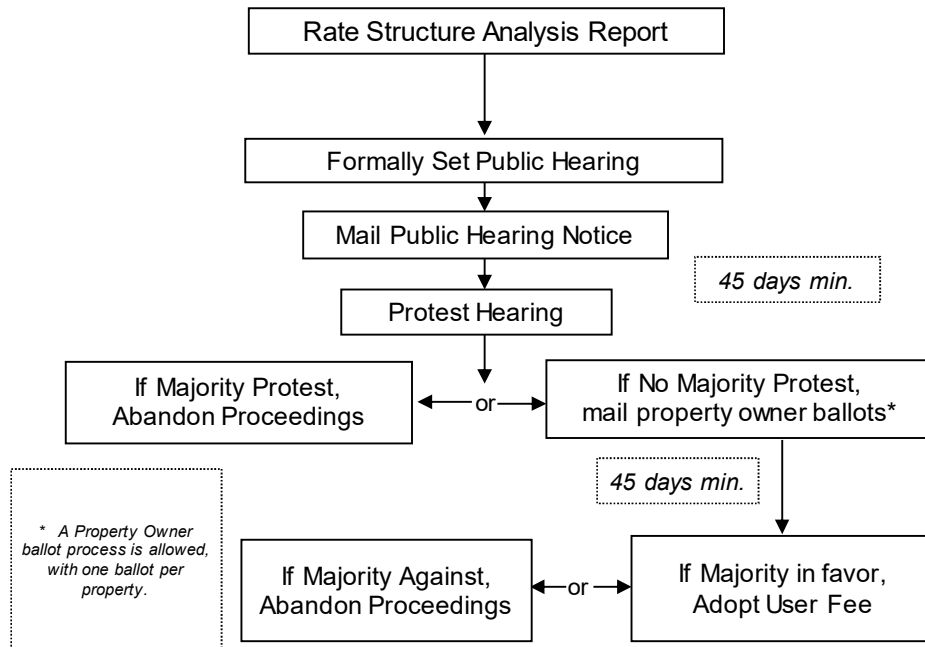 Rate Structure Analysis Report
Formally Set Public Hearing
Mail Public Hearing Notice
45 days min.
Protest Hearing
If Majority Protest,
Abandon Proceedings
or
If No Majority Protest,
mail property owner ballots*
45 days min.
* A Property Owner
ballot process is allowed,
with one ballot per
property.
If Majority Against,
Abandon Proceedings
or
If Majority in favor,
Adopt User Fee